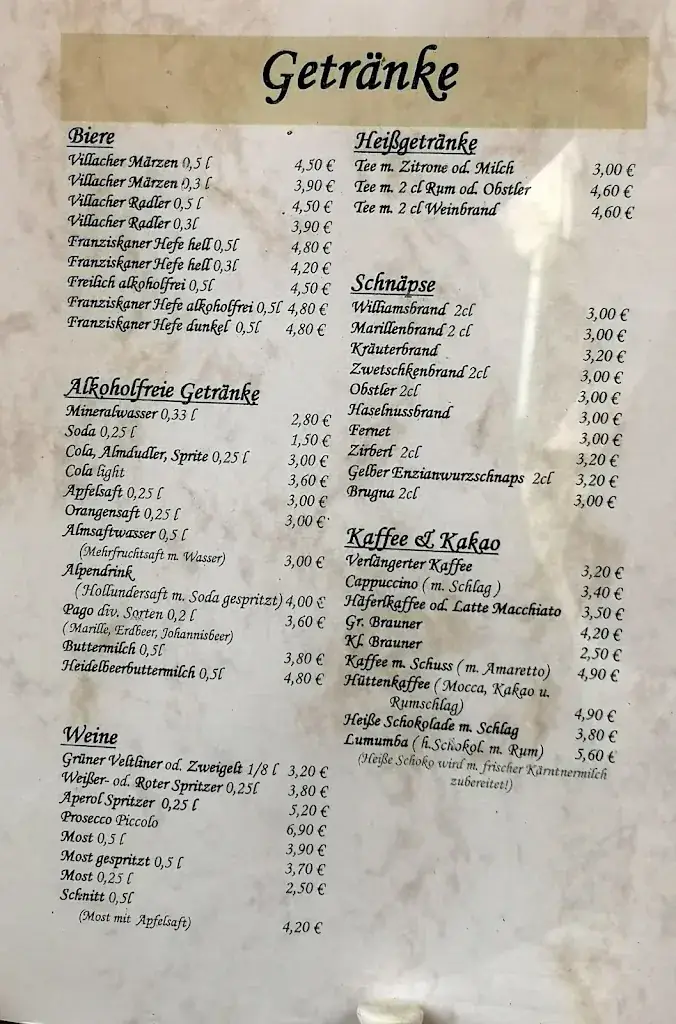 Getränke
Biere
Villacher Märzen 0,5 l 4,50 €
Villacher Märzen 0,3 l 3,90 €
Villacher Radler 0,5 l 4,50 €
Villacher Radler 0,3l 3,90 €
Franziskaner Hefe hell 0,5l 4,80 €
Franziskaner Hefe hell 0,3l 4,20 €
Freilich alkoholfrei 0,5l 4,50 €
Franziskaner Hefe alkoholfrei 0,5l 4,80 €
Franziskaner Hefe dunkel 0,5l 4,80 €
Alkoholfreie Getränke
Mineralwasser 0,33 l 2,80 €
Soda 0,25 l 1,50 €
Cola, Almdudler, Sprite 0,25 l 3,00 €
Cola light 3,60 €
Apfelsaft 0,25 l 3,00 €
Orangensaft 0,25 l 3,00 €
Almsaftwasser 0,5 l
(Mehrfruchtsaft m. Wasser) 3,00 €
Alpendrink
(Hollundersaft m. Soda gespritzt) 4,00 €
Pago div. Sorten 0,2 l 3,60 €
(Marille, Erdbeer, Johannisbeer)
Buttermilch 0,5l 3,80 €
Heidelbeerbuttermilch 0,5l 4,80 €
Weine
Grüner Veltliner od. Zweigelt 1/8 l 3,20 €
Weißer- od. Roter Spritzer 0,25l 3,80 €
Aperol Spritzer 0,25 l 5,20 €
Prosecco Piccolo 6,90 €
Most 0,5 l 3,90 €
Most gespritzt 0,5 l 3,70 €
Most 0,25 l 2,50 €
Schnitt 0,5l
(Most mit Apfelsaft) 4,20 €
Heißgetränke
Tee m. Zitrone od. Milch 3,00 €
Tee m. 2 cl Rum od. Obstler 4,60 €
Tee m. 2 cl Weinbrand 4,60 €
Schnäpse
Williamsbrand 2cl 3,00 €
Marillenbrand 2 cl 3,00 €
Kräuterbrand 3,20 €
Zwetschkenbrand 2cl 3,00 €
Obstler 2cl 3,00 €
Haselnussbrand 3,00 €
Fernet 3,00 €
Zirberl 2cl 3,20 €
Gelber Enzianwurzschnaps 2cl 3,20 €
Brugna 2cl 3,00 €
Kaffee & Kakao
Verlängerter Kaffee 3,20 €
Cappuccino ( m. Schlag ) 3,40 €
Häferlkaffee od. Latte Macchiato 3,50 €
Gr. Brauner 4,20 €
Kl. Brauner 2,50 €
Kaffee m. Schuss ( m. Amaretto) 4,90 €
Hüttenkaffee ( Mocca, Kakao u.
Rumschlag) 4,90 €
Heiße Schokolade m. Schlag 3,80 €
Lumumba ( h.Schokol. m. Rum) 5,60 €
(Heiße Schoko wird m. frischer Kärntnermilch
zubereitet!)